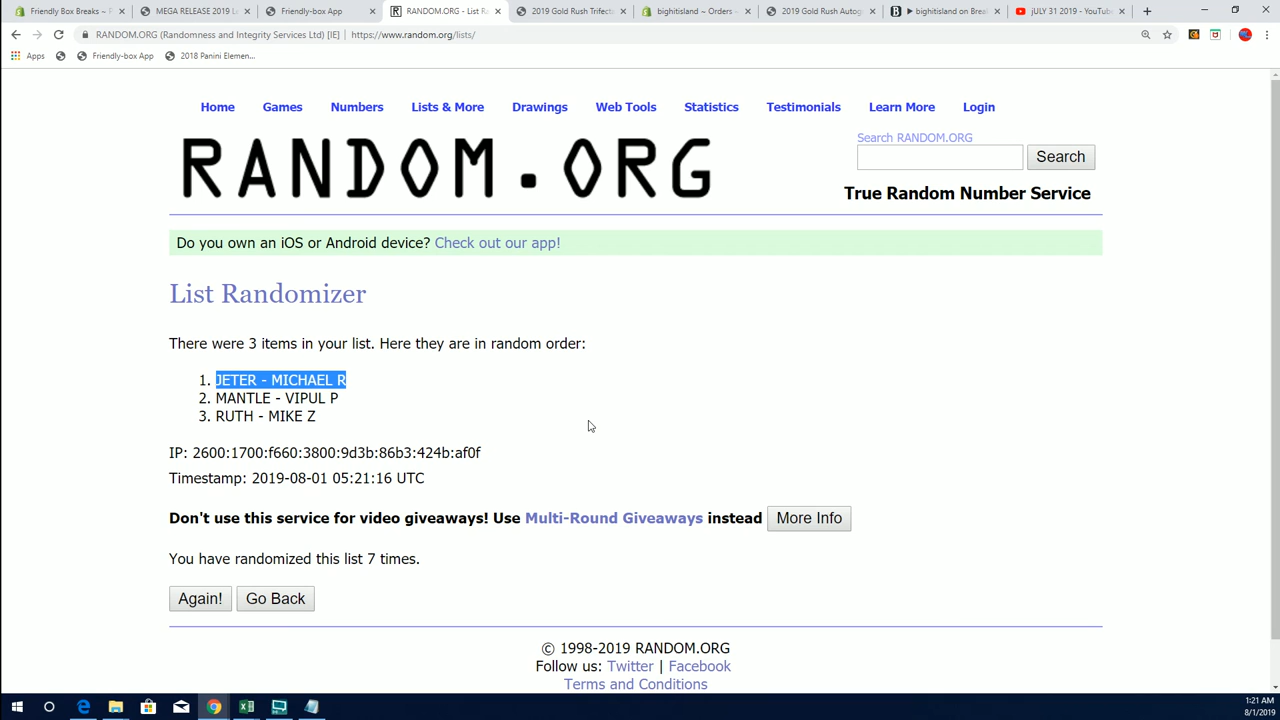 Friendly Box Breaks ~
MEGA RELEASE 2019 L
Friendly-box App
RANDOM.ORG - List R
2019 Gold Rush Trifect
bighitisland ~ Orders ~
2019 Gold Rush Autog
bighitisland on Brea
jULY 31 2019 - YouTub
RANDOM.ORG (Randomness and Integrity Services Ltd) [IE] | https://www.random.org/lists/
Apps
Friendly-box App
2018 Panini Elemen...
Home Games Numbers Lists & More Drawings Web Tools Statistics Testimonials Learn More Login
RANDOM.ORG
Search RANDOM.ORG
Search
True Random Number Service
Do you own an iOS or Android device? Check out our app!
List Randomizer
There were 3 items in your list. Here they are in random order:
1. JETER - MICHAEL R
2. MANTLE - VIPUL P
3. RUTH - MIKE Z
IP: 2600:1700:f660:3800:9d3b:86b3:424b:af0f
Timestamp: 2019-08-01 05:21:16 UTC
Don't use this service for video giveaways! Use Multi-Round Giveaways instead More Info
You have randomized this list 7 times.
Again! Go Back
© 1998-2019 RANDOM.ORG
Follow us: Twitter | Facebook
Terms and Conditions
1:21 AM
8/1/2019